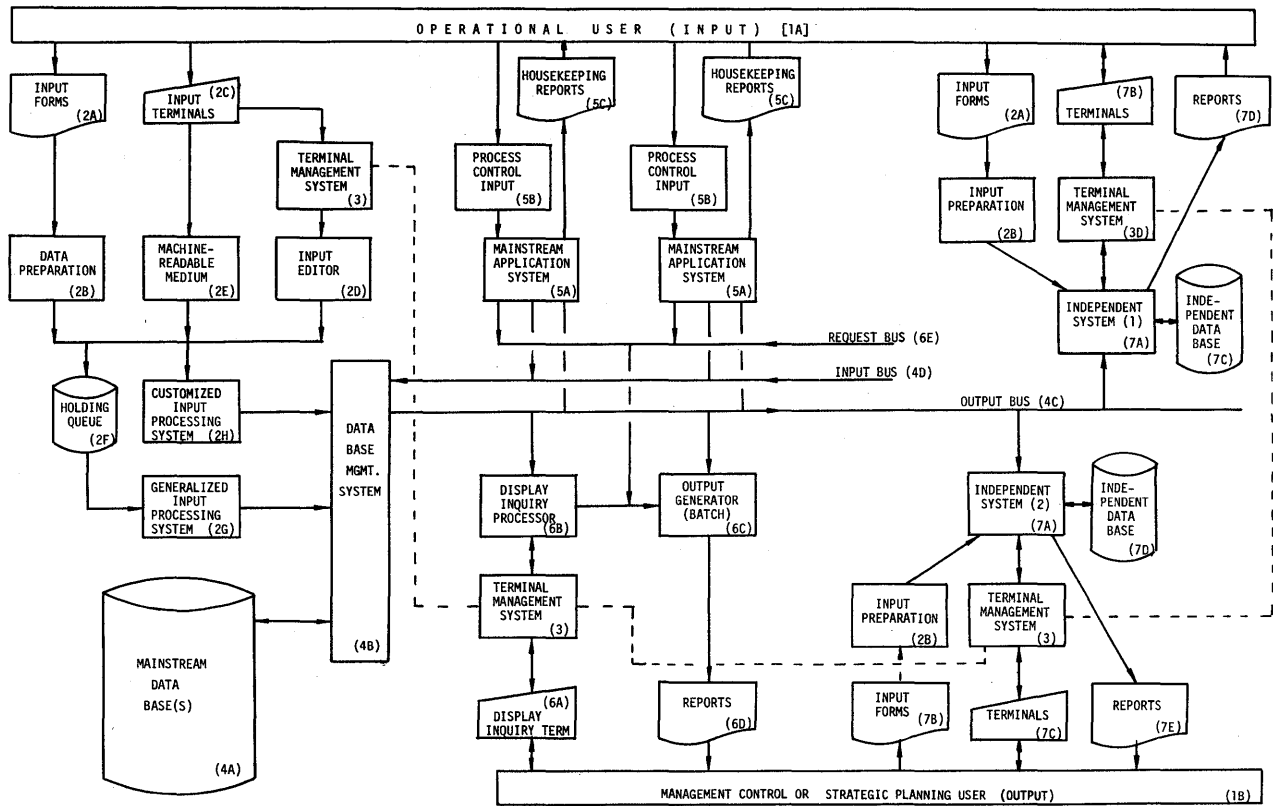 OPERATIONAL USER (INPUT) [1A]
INPUT
FORMS
(2A)
(2C)
INPUT
TERMINALS
HOUSEKEEPING
REPORTS
(5C)
HOUSEKEEPING
REPORTS
(5C)
INPUT
FORMS
(2A)
(7B)
TERMINALS
REPORTS
(7D)
TERMINAL
MANAGEMENT
SYSTEM
(3)
PROCESS
CONTROL
INPUT
(5B)
PROCESS
CONTROL
INPUT
(5B)
INPUT
PREPARATION
(2B)
TERMINAL
MANAGEMENT
SYSTEM
(3D)
DATA
PREPARATION
(2B)
MACHINE-
READABLE
MEDIUM
(2E)
INPUT
EDITOR
(2D)
MAINSTREAM
APPLICATION
SYSTEM
(5A)
MAINSTREAM
APPLICATION
SYSTEM
(5A)
INDEPENDENT
SYSTEM (1)
(7A)
INDE-
PENDENT
DATA
BASE
(7C)
REQUEST BUS (6E)
INPUT BUS (4D)
OUTPUT BUS (4C)
HOLDING
QUEUE
(2F)
CUSTOMIZED
INPUT
PROCESSING
SYSTEM (2H)
GENERALIZED
INPUT
PROCESSING
SYSTEM (2G)
DATA
BASE
MGMT.
SYSTEM
(4B)
DISPLAY
INQUIRY
PROCESSOR
(6B)
OUTPUT
GENERATOR
(BATCH)
(6C)
INDEPENDENT
SYSTEM (2)
(7A)
INDE-
PENDENT
DATA
BASE
(7D)
TERMINAL
MANAGEMENT
SYSTEM
(3)
INPUT
PREPARATION
(2B)
TERMINAL
MANAGEMENT
SYSTEM
(3)
MAINSTREAM
DATA
BASE(S)
(4A)
(6A)
DISPLAY
INQUIRY TERM
REPORTS
(6D)
INPUT
FORMS
(7B)
TERMINALS
(7C)
REPORTS
(7E)
MANAGEMENT CONTROL OR STRATEGIC PLANNING USER (OUTPUT) (1B)